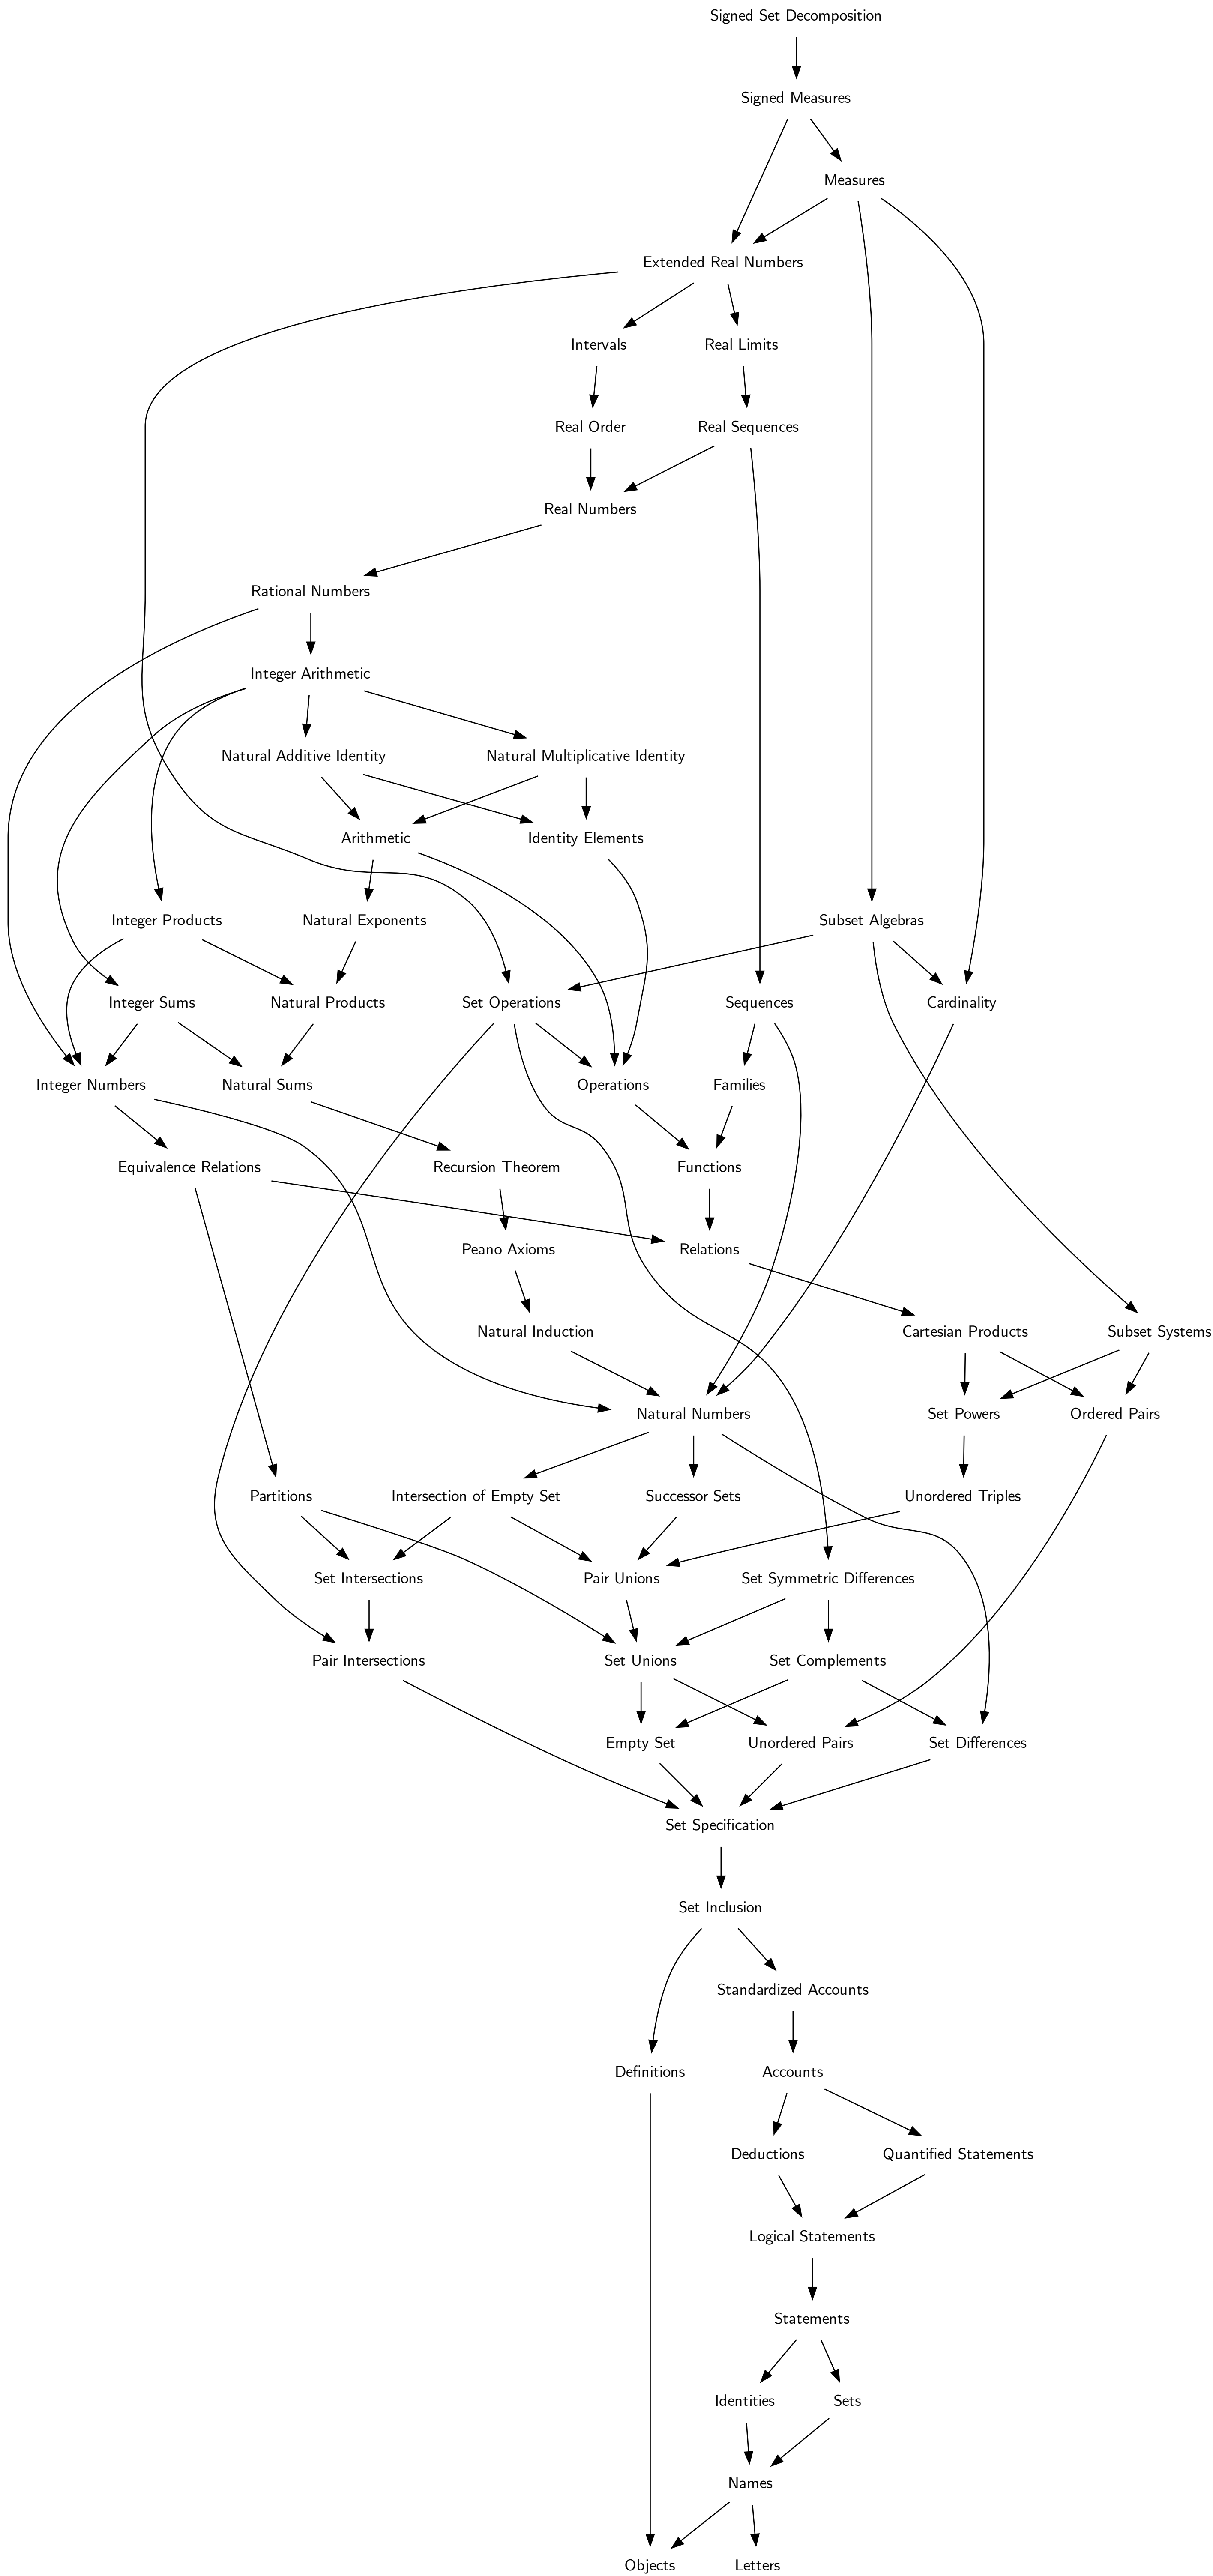 Signed Set Decomposition
Signed Measures
Measures
Extended Real Numbers
Intervals
Real Limits
Real Order
Real Sequences
Real Numbers
Rational Numbers
Integer Arithmetic
Natural Additive Identity
Natural Multiplicative Identity
Arithmetic
Identity Elements
Integer Products
Natural Exponents
Subset Algebras
Integer Sums
Natural Products
Set Operations
Sequences
Cardinality
Integer Numbers
Natural Sums
Operations
Families
Equivalence Relations
Recursion Theorem
Functions
Peano Axioms
Relations
Natural Induction
Cartesian Products
Subset Systems
Natural Numbers
Set Powers
Ordered Pairs
Partitions
Intersection of Empty Set
Successor Sets
Unordered Triples
Set Intersections
Pair Unions
Set Symmetric Differences
Pair Intersections
Set Unions
Set Complements
Empty Set
Unordered Pairs
Set Differences
Set Specification
Set Inclusion
Standardized Accounts
Definitions
Accounts
Deductions
Quantified Statements
Logical Statements
Statements
Identities
Sets
Names
Objects
Letters